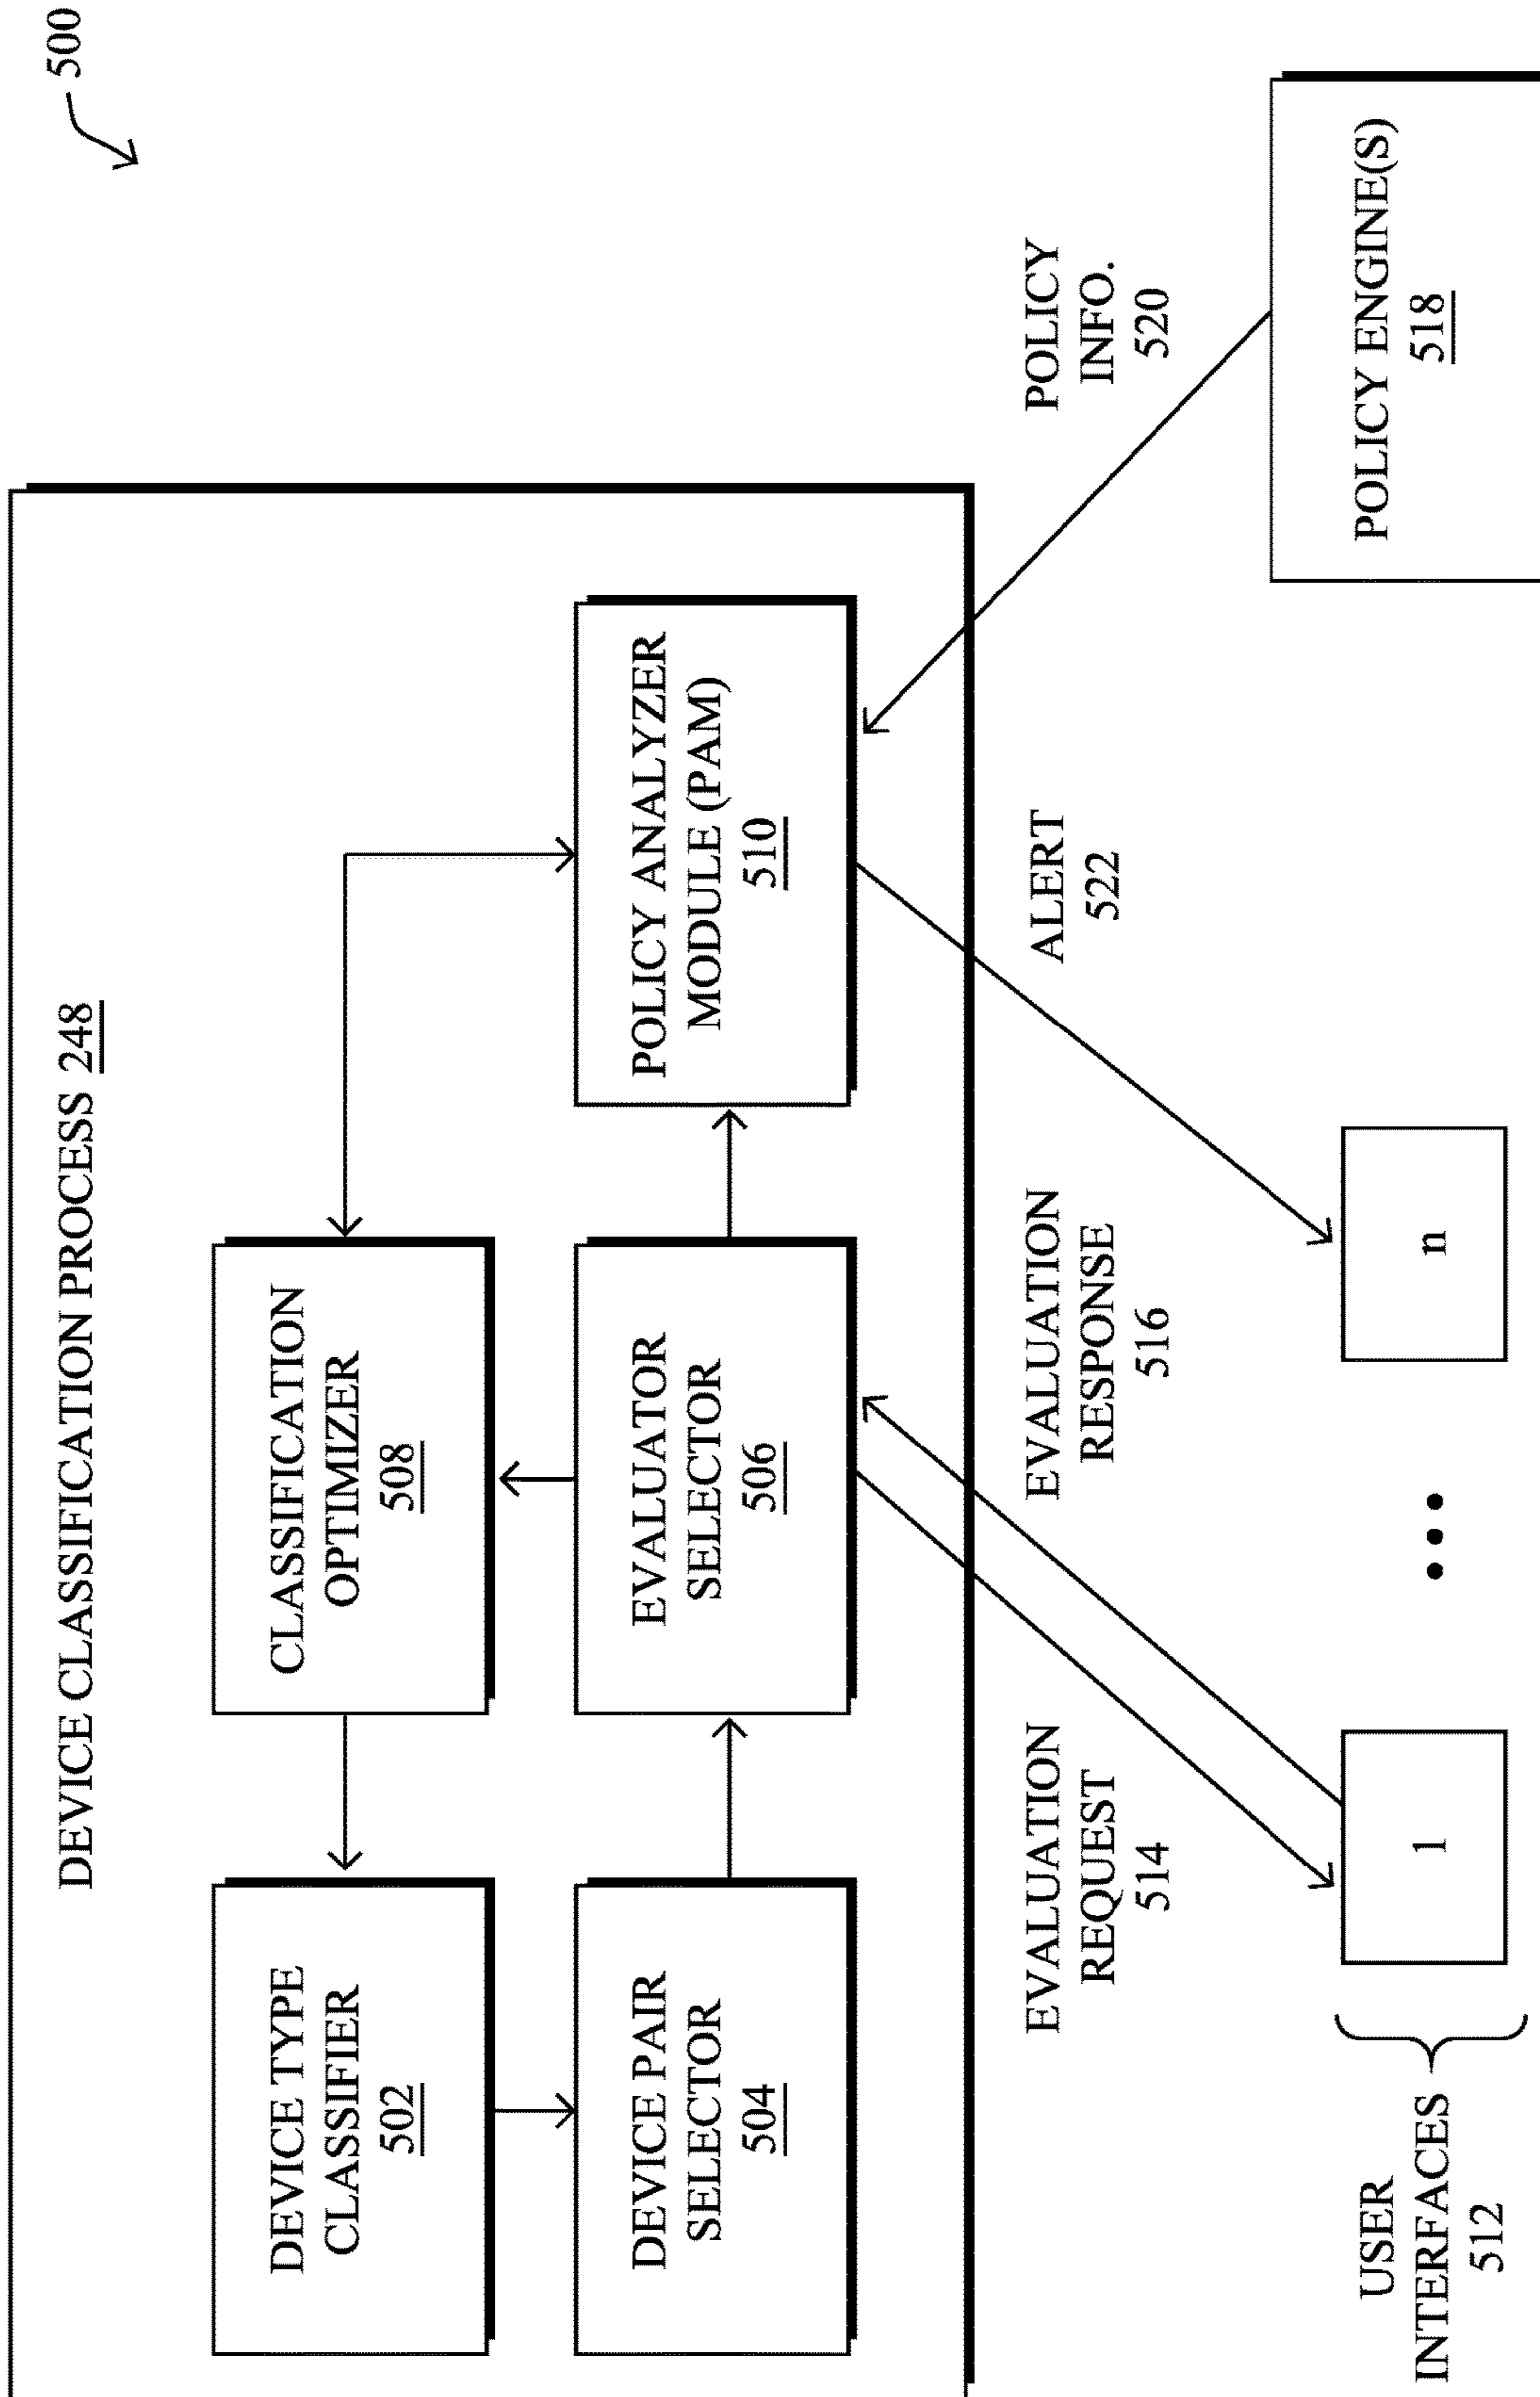 500
DEVICE CLASSIFICATION PROCESS 248
DEVICE TYPE
CLASSIFIER
502
CLASSIFICATION
OPTIMIZER
508
DEVICE PAIR
SELECTOR
504
EVALUATOR
SELECTOR
506
POLICY ANALYZER
MODULE (PAM)
510
EVALUATION
REQUEST
514
EVALUATION
RESPONSE
516
ALERT
522
POLICY
INFO.
520
USER
INTERFACES
512
1
...
n
POLICY ENGINE(S)
518